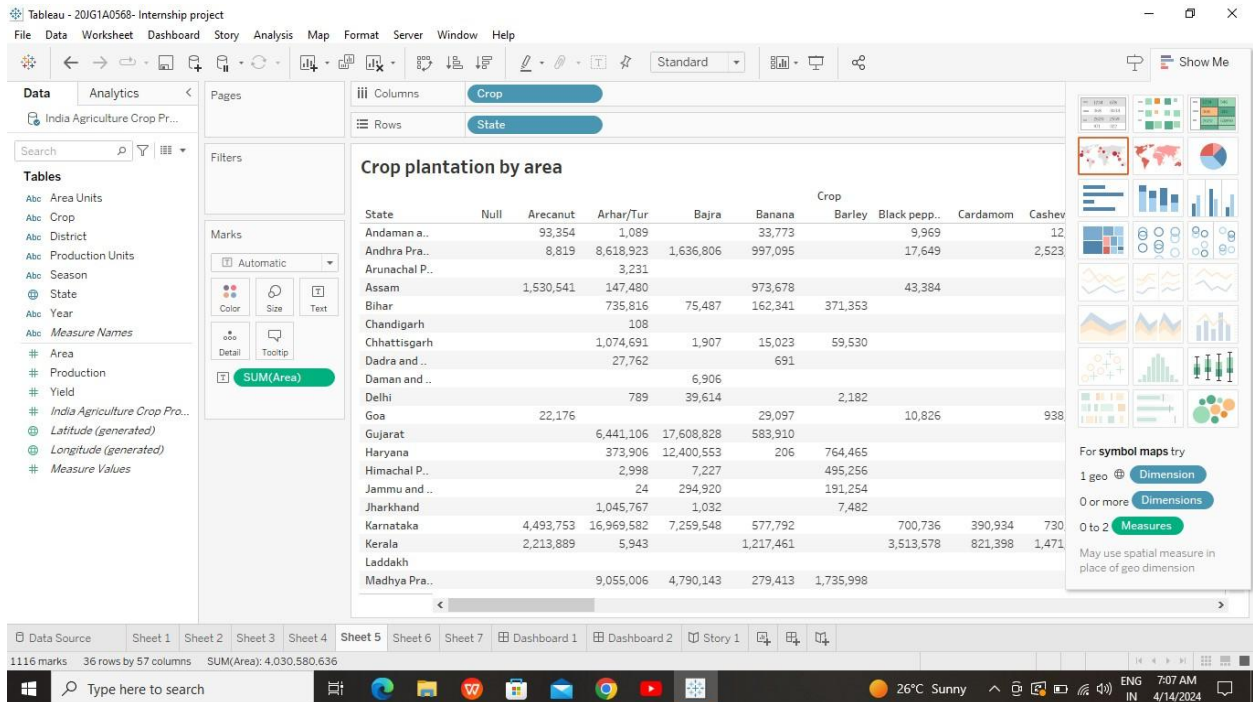 Tableau - 20JG1A0568- Internship project
File Data Worksheet Dashboard Story Analysis Map Format Server Window Help
Standard
Show Me
Data Analytics
India Agriculture Crop Pr...
Search
Tables
Abc Area Units
Abc Crop
Abc District
Abc Production Units
Abc Season
State
Abc Year
Abc Measure Names
# Area
# Production
# Yield
# India Agriculture Crop Pro...
Latitude (generated)
Longitude (generated)
# Measure Values
Pages
Filters
Marks
Automatic
Color Size Text
Detail Tooltip
SUM(Area)
Columns Crop
Rows State
Crop plantation by area
Crop
State Null Arecanut Arhar/Tur Bajra Banana Barley Black pepp.. Cardamom Cashew
Andaman a.. 93,354 1,089 33,773 9,969 12,
Andhra Pra.. 8,819 8,618,923 1,636,806 997,095 17,649 2,523,
Arunachal P.. 3,231
Assam 1,530,541 147,480 973,678 43,384
Bihar 735,816 75,487 162,341 371,353
Chandigarh 108
Chhattisgarh 1,074,691 1,907 15,023 59,530
Dadra and .. 27,762 691
Daman and .. 6,906
Delhi 789 39,614 2,182
Goa 22,176 29,097 10,826 938,
Gujarat 6,441,106 17,608,828 583,910
Haryana 373,906 12,400,553 206 764,465
Himachal P.. 2,998 7,227 495,256
Jammu and .. 24 294,920 191,254
Jharkhand 1,045,767 1,032 7,482
Karnataka 4,493,753 16,969,582 7,259,548 577,792 700,736 390,934 730,
Kerala 2,213,889 5,943 1,217,461 3,513,578 821,398 1,471,
Laddakh
Madhya Pra.. 9,055,006 4,790,143 279,413 1,735,998
For symbol maps try
1 geo Dimension
0 or more Dimensions
0 to 2 Measures
May use spatial measure in
place of geo dimension
Data Source Sheet 1 Sheet 2 Sheet 3 Sheet 4 Sheet 5 Sheet 6 Sheet 7 Dashboard 1 Dashboard 2 Story 1
1116 marks 36 rows by 57 columns SUM(Area): 4,030,580,636
Type here to search
26°C Sunny
ENG
IN
7:07 AM
4/14/2024